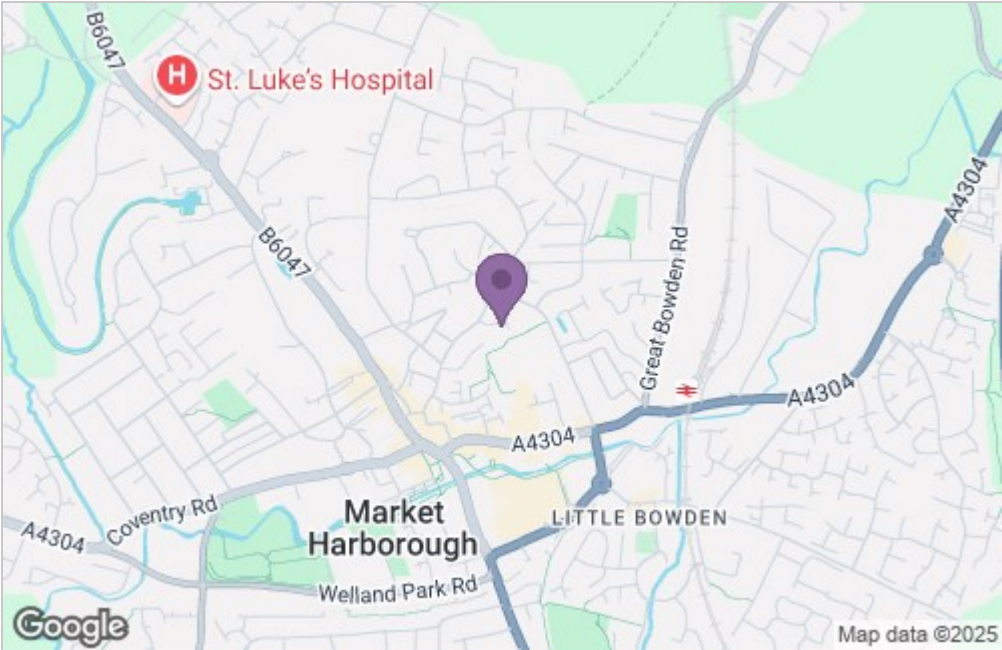 B6047
H
St. Luke's Hospital
A4304
B6047
Great Bowden Rd
A4304
A4304
Coventry Rd
Market
Harborough
LITTLE BOWDEN
A4304
Welland Park Rd
Google
Map data ©2025